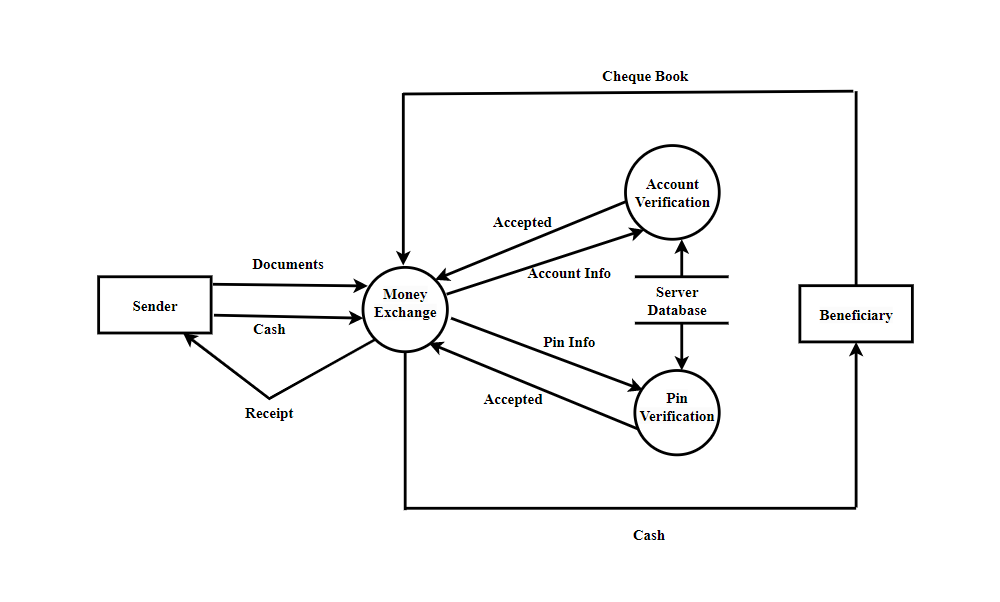 Cheque Book
Account
Verification
Accepted
Documents
Account Info
Money
Exchange
Server
Database
Sender
Beneficiary
Cash
Pin Info
Accepted
Pin
Verification
Receipt
Cash